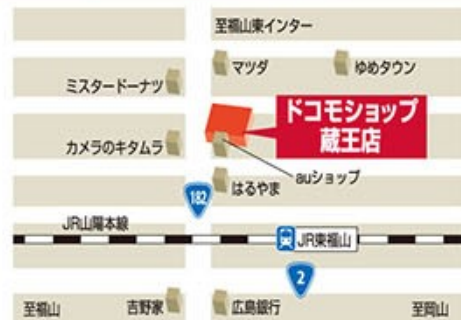 至福山東インター
マツダ
ゆめタウン
ミスタードーナツ
ドコモショップ
蔵王店
カメラのキタムラ
auショップ
はるやま
182
JR山陽本線
JR東福山
2
至福山
吉野家
広島銀行
至岡山